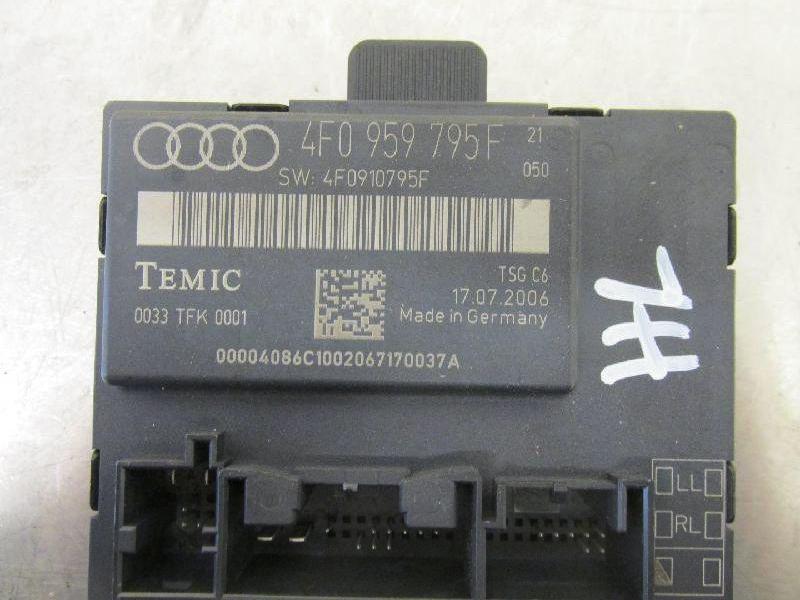 4F0 959 795F 21
050
SW: 4F0910795F
TEMIC
TSG C6
17.07.2006
0033 TFK 0001
Made in Germany
00004086C1002067170037A
LL
RL